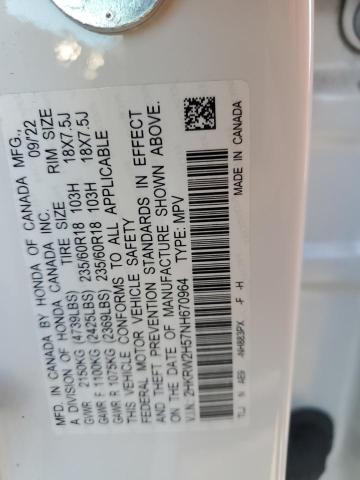 MFD. IN CANADA BY HONDA OF CANADA MFG.,
A DIVISION OF HONDA CANADA INC. 09/'22
TIRE SIZE RIM SIZE
GVWR 2150KG (4739LBS)
GAWR F 1100KG (2425LBS) 235/60R18 103H 18X7.5J
GAWR R 1075KG (2369LBS) 235/60R18 103H 18X7.5J
THIS VEHICLE CONFORMS TO ALL APPLICABLE
FEDERAL MOTOR VEHICLE SAFETY
AND THEFT PREVENTION STANDARDS IN EFFECT
ON THE DATE OF MANUFACTURE SHOWN ABOVE.
V.I.N: 2HKRW2H57NH670964 TYPE: MPV
TLJ N AE9 NH883PX -F -H MADE IN CANADA